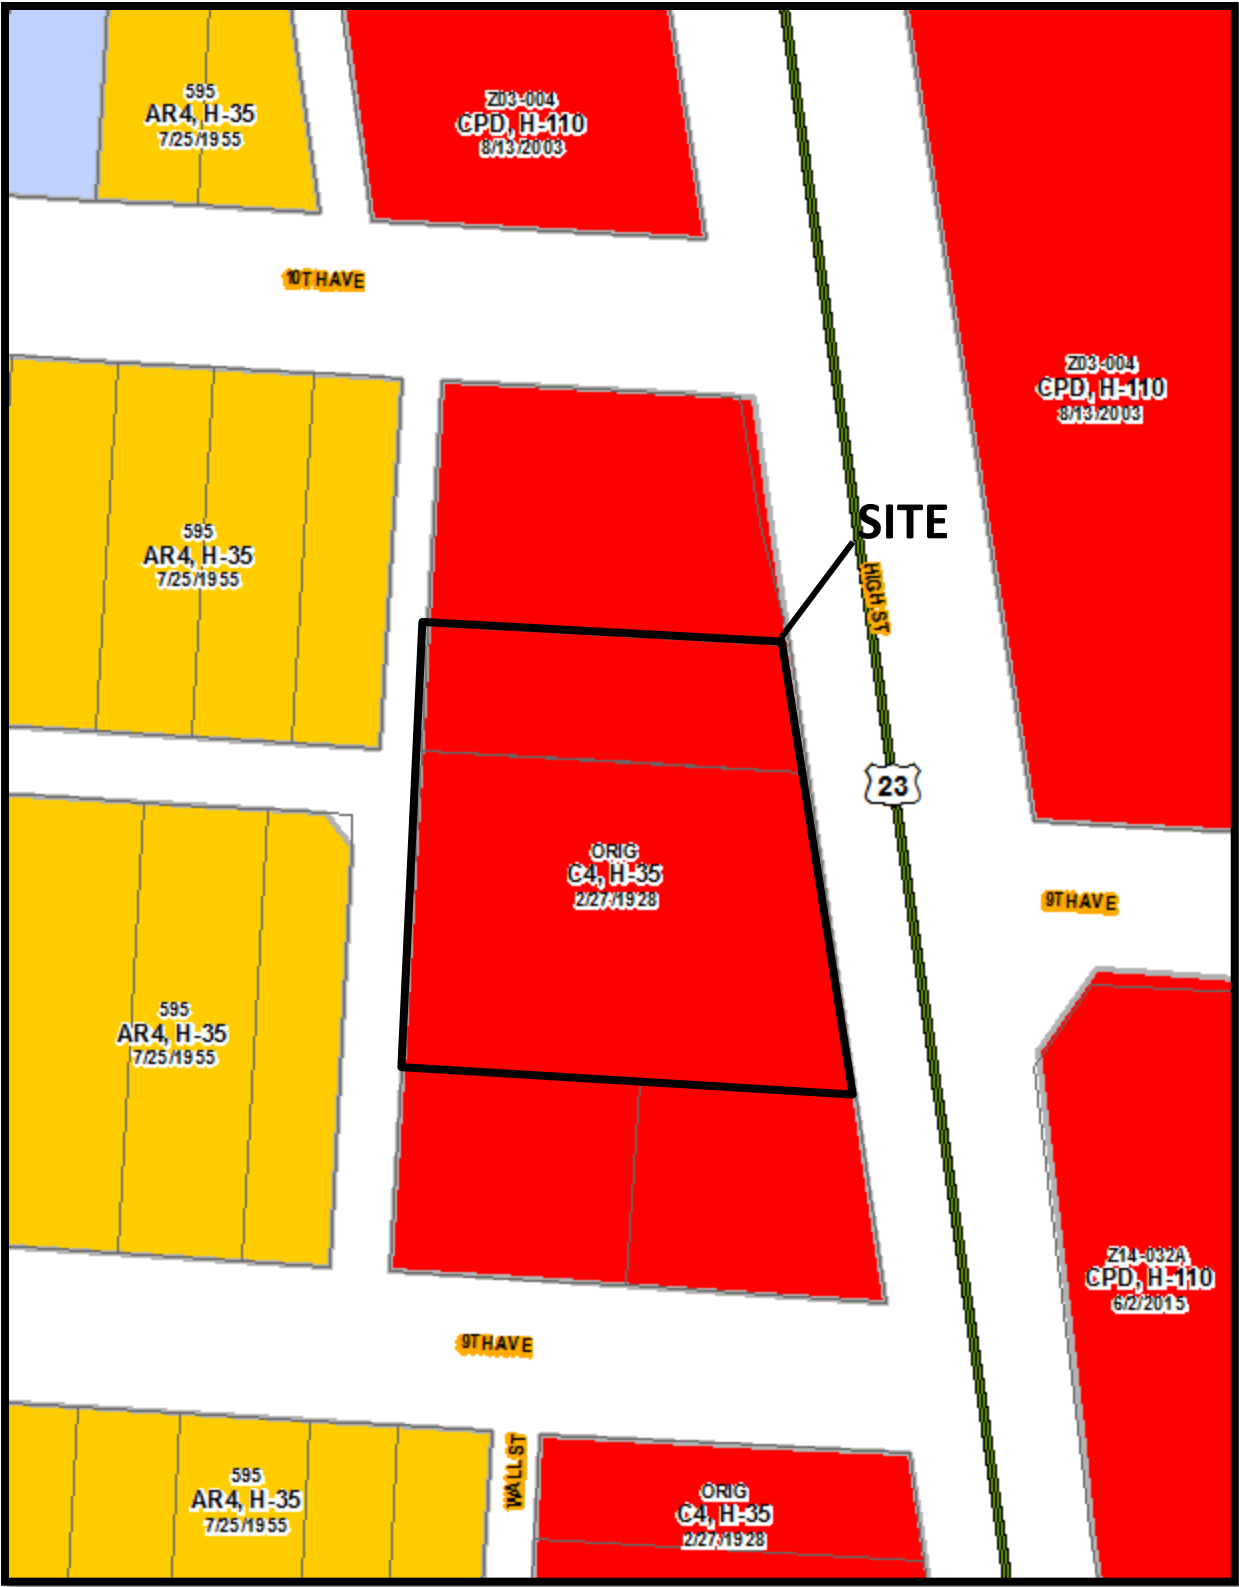 595
AR4, H-35
7/25/1955
Z03-004
CPD, H-110
8/13/2003
10TH AVE
Z03-004
CPD, H-110
8/13/2003
595
AR4, H-35
7/25/1955
SITE
HIGH ST
23
ORIG
C4, H-35
2/27/1928
9TH AVE
595
AR4, H-35
7/25/1955
Z14-032A
CPD, H-110
6/2/2015
9TH AVE
WALL ST
595
AR4, H-35
7/25/1955
ORIG
C4, H-35
2/27/1928